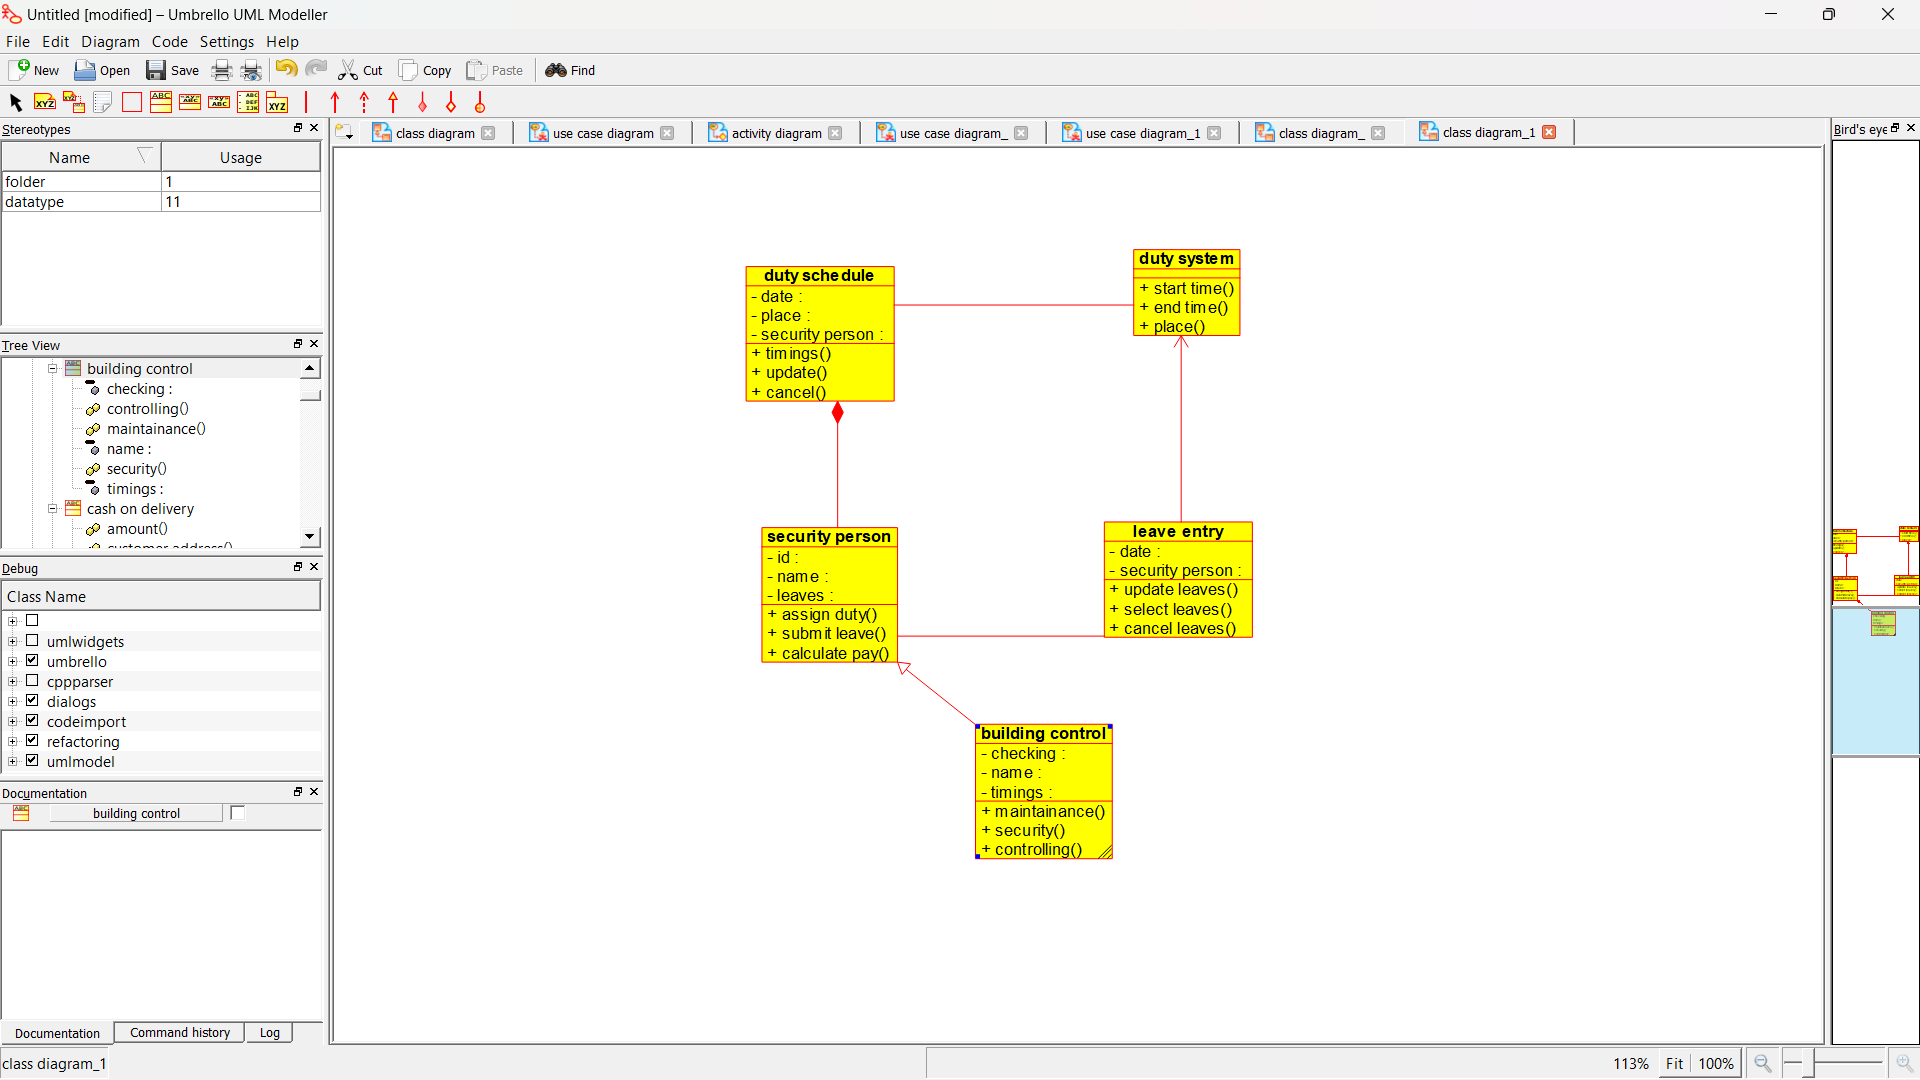 Untitled [modified] – Umbrello UML Modeller
File Edit Diagram Code Settings Help
New Open Save Cut Copy Paste Find
Stereotypes
Name Usage
folder 1
datatype 11
Tree View
building control
checking :
controlling()
maintainance()
name :
security()
timings :
cash on delivery
amount()
customer address()
Debug
Class Name
umlwidgets
umbrello
cppparser
dialogs
codeimport
refactoring
umlmodel
Documentation
building control
Documentation Command history Log
class diagram_1
class diagram use case diagram activity diagram use case diagram_ use case diagram_1 class diagram_ class diagram_1
Bird's eye
duty schedule
- date :
- place :
- security person :
+ timings()
+ update()
+ cancel()
duty system
+ start time()
+ end time()
+ place()
security person
- id :
- name :
- leaves :
+ assign duty()
+ submit leave()
+ calculate pay()
leave entry
- date :
- security person :
+ update leaves()
+ select leaves()
+ cancel leaves()
building control
- checking :
- name :
- timings :
+ maintainance()
+ security()
+ controlling()
113% Fit 100%